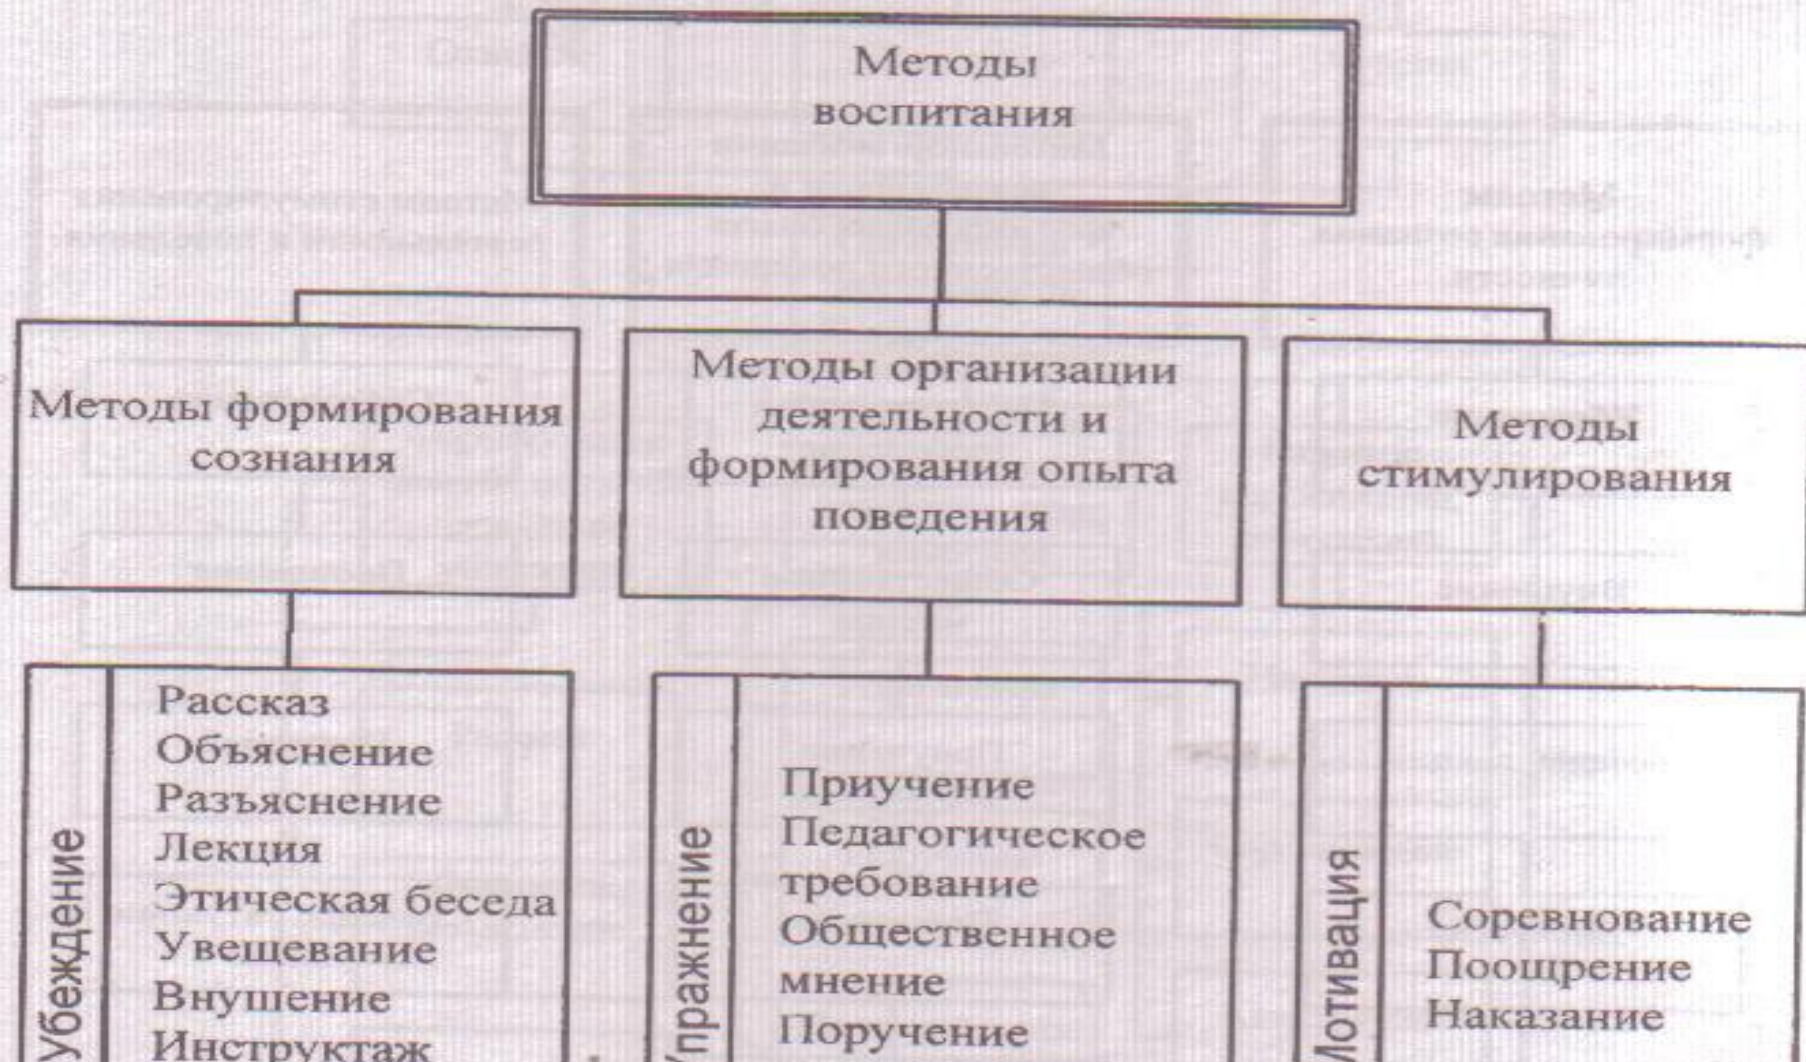 Методы
воспитания
Методы формирования
сознания
Методы организации
деятельности и
формирования опыта
поведения
Методы
стимулирования
Убеждение
Рассказ
Объяснение
Разъяснение
Лекция
Этическая беседа
Увещевание
Внушение
Инструктаж
Упражнение
Приучение
Педагогическое
требование
Общественное
мнение
Поручение
Мотивация
Соревнование
Поощрение
Наказание